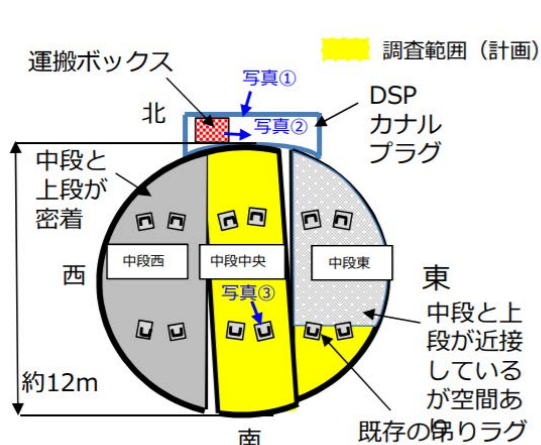 調査範囲（計画）
運搬ボックス
写真①
北
写真②
DSP
カナル
プラグ
中段と
上段が
密着
中段西
中段中央
中段東
西
東
写真③
中段と上
段が近接
している
が空間あ
り
約12m
既存の吊りラグ
南